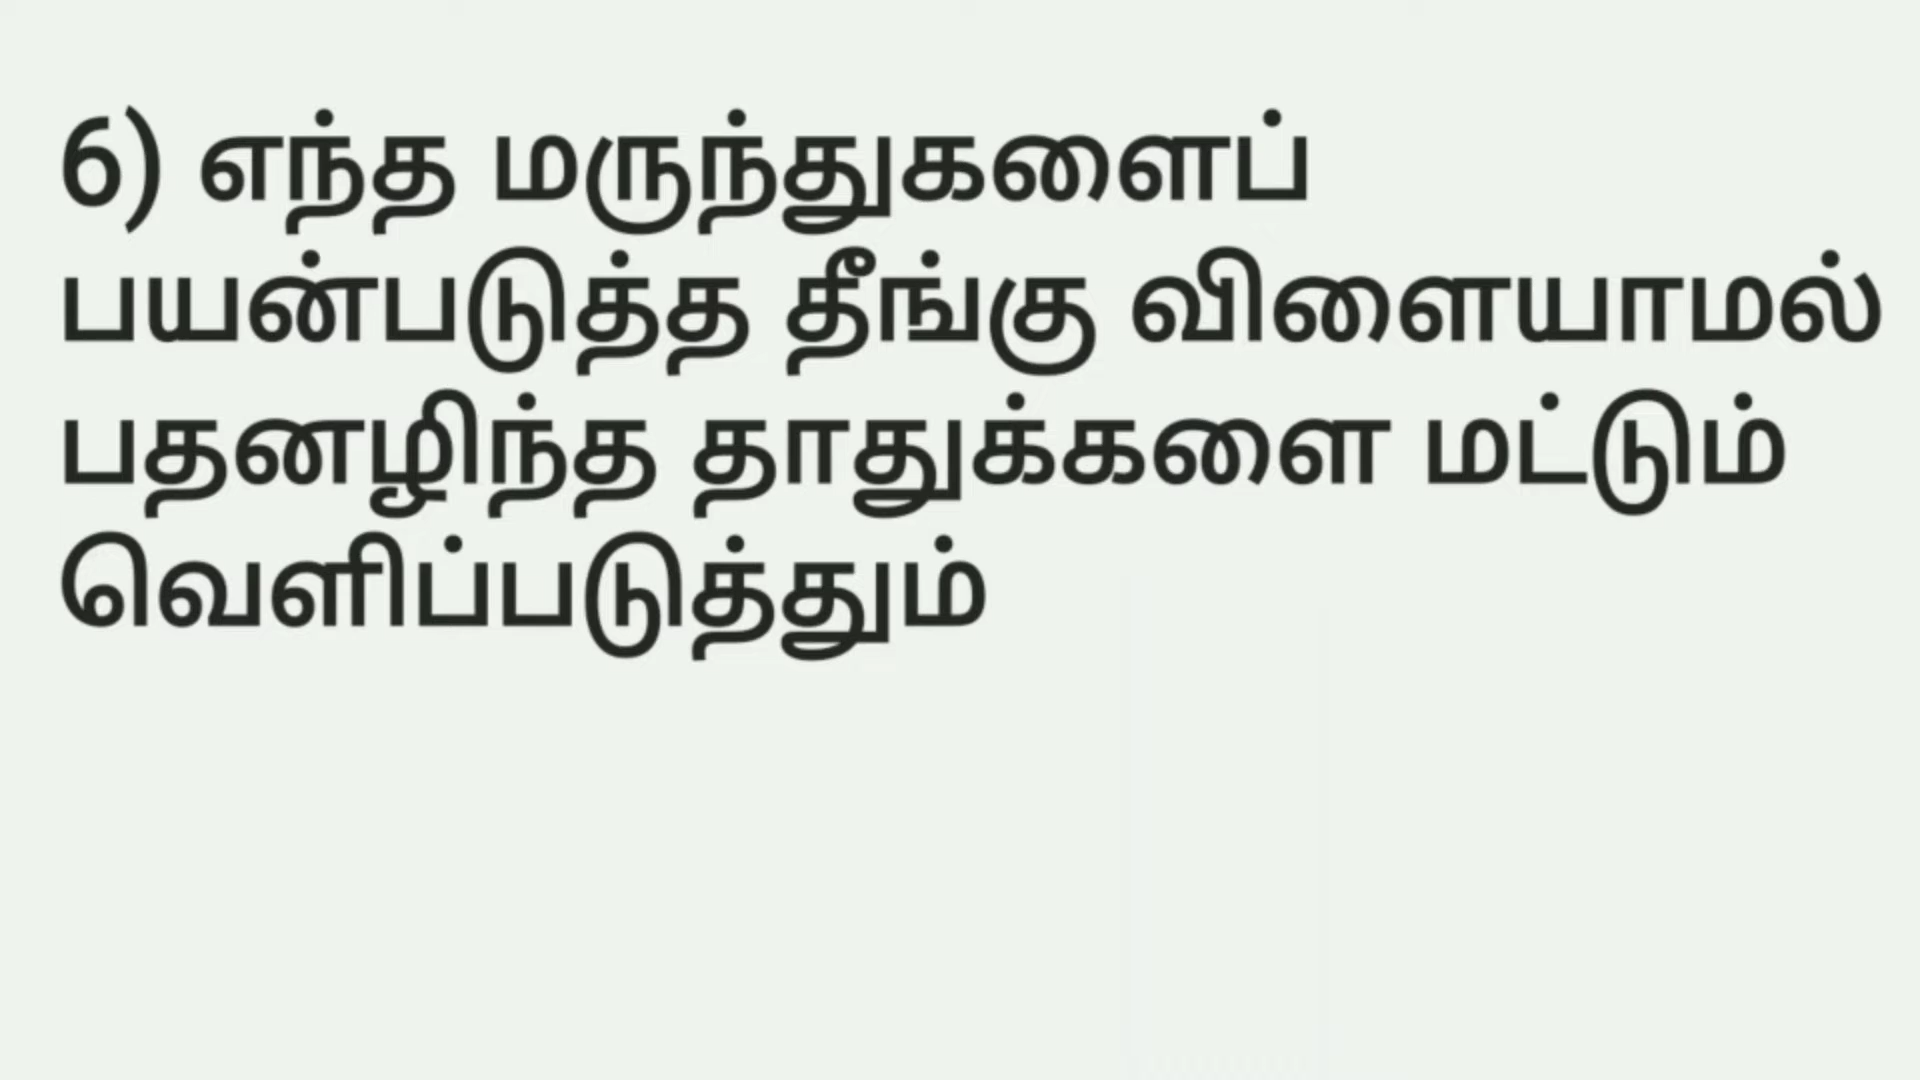 6) எந்த மருந்துகளைப்
பயன்படுத்த தீங்கு விளையாமல்
பதனழிந்த தாதுக்களை மட்டும்
வெளிப்படுத்தும்